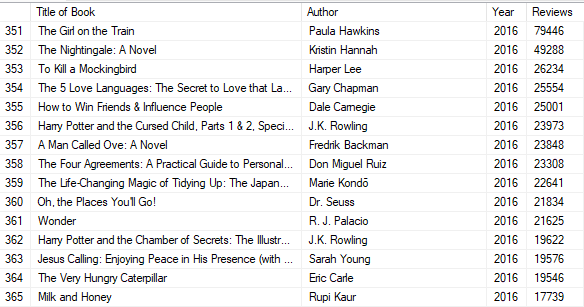 Title of Book Author Year Reviews
351 The Girl on the Train Paula Hawkins 2016 79446
352 The Nightingale: A Novel Kristin Hannah 2016 49288
353 To Kill a Mockingbird Harper Lee 2016 26234
354 The 5 Love Languages: The Secret to Love that La... Gary Chapman 2016 25554
355 How to Win Friends & Influence People Dale Carnegie 2016 25001
356 Harry Potter and the Cursed Child, Parts 1 & 2, Speci... J.K. Rowling 2016 23973
357 A Man Called Ove: A Novel Fredrik Backman 2016 23848
358 The Four Agreements: A Practical Guide to Personal... Don Miguel Ruiz 2016 23308
359 The Life-Changing Magic of Tidying Up: The Japan... Marie Kondō 2016 22641
360 Oh, the Places You'll Go! Dr. Seuss 2016 21834
361 Wonder R. J. Palacio 2016 21625
362 Harry Potter and the Chamber of Secrets: The Illustr... J.K. Rowling 2016 19622
363 Jesus Calling: Enjoying Peace in His Presence (with ... Sarah Young 2016 19576
364 The Very Hungry Caterpillar Eric Carle 2016 19546
365 Milk and Honey Rupi Kaur 2016 17739